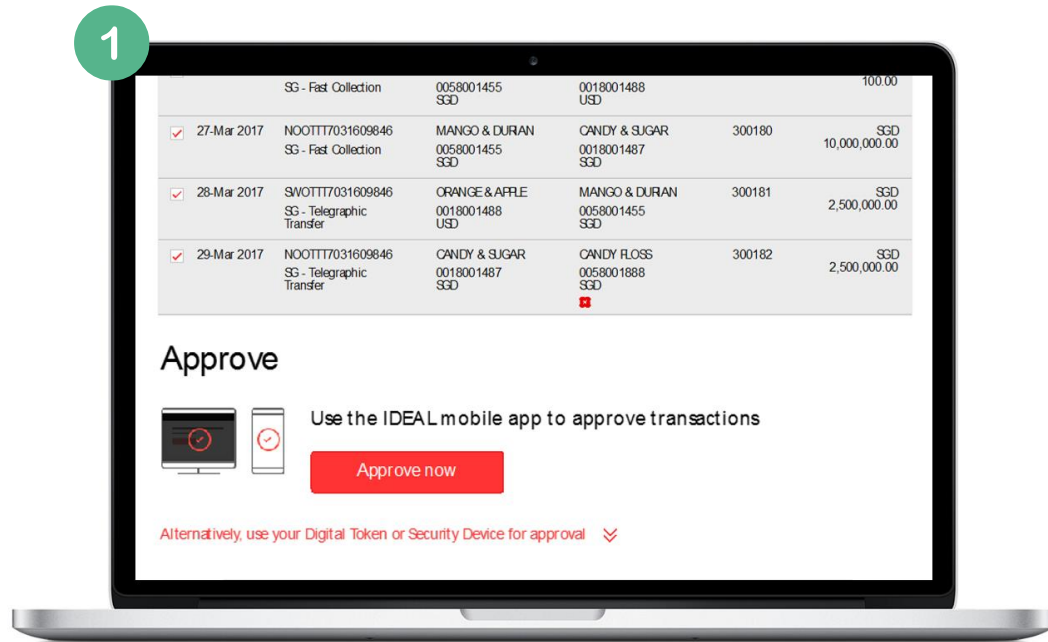 1
SG - Fast Collection 0058001455 0018001488 100.00
SGD USD
27-Mar 2017 NOOTTT7031609846 MANGO & DURIAN CANDY & SUGAR 300180 SGD
SG - Fast Collection 0058001455 0018001487 10,000,000.00
SGD SGD
28-Mar 2017 SWOTTT7031609846 ORANGE & APPLE MANGO & DURIAN 300181 SGD
SG - Telegraphic 0018001488 0058001455 2,500,000.00
Transfer USD SGD
29-Mar 2017 NOOTTT7031609846 CANDY & SUGAR CANDY FLOSS 300182 SGD
SG - Telegraphic 0018001487 0058001888 2,500,000.00
Transfer SGD SGD
Approve
Use the IDEAL mobile app to approve transactions
Approve now
Alternatively, use your Digital Token or Security Device for approval